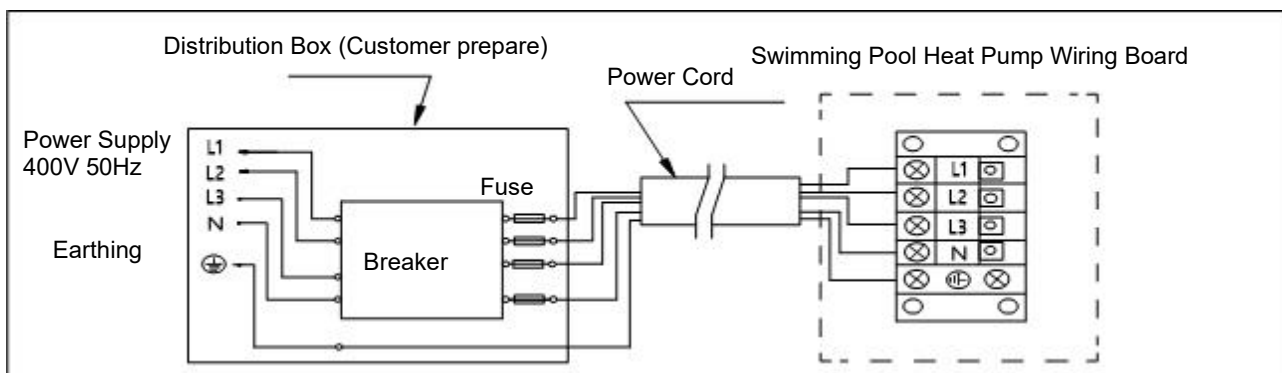 Distribution Box (Customer prepare)
Power Cord
Swimming Pool Heat Pump Wiring Board
Power Supply
400V 50Hz
L1
L2
L3
N
Earthing
Fuse
Breaker
L1
L2
L3
N